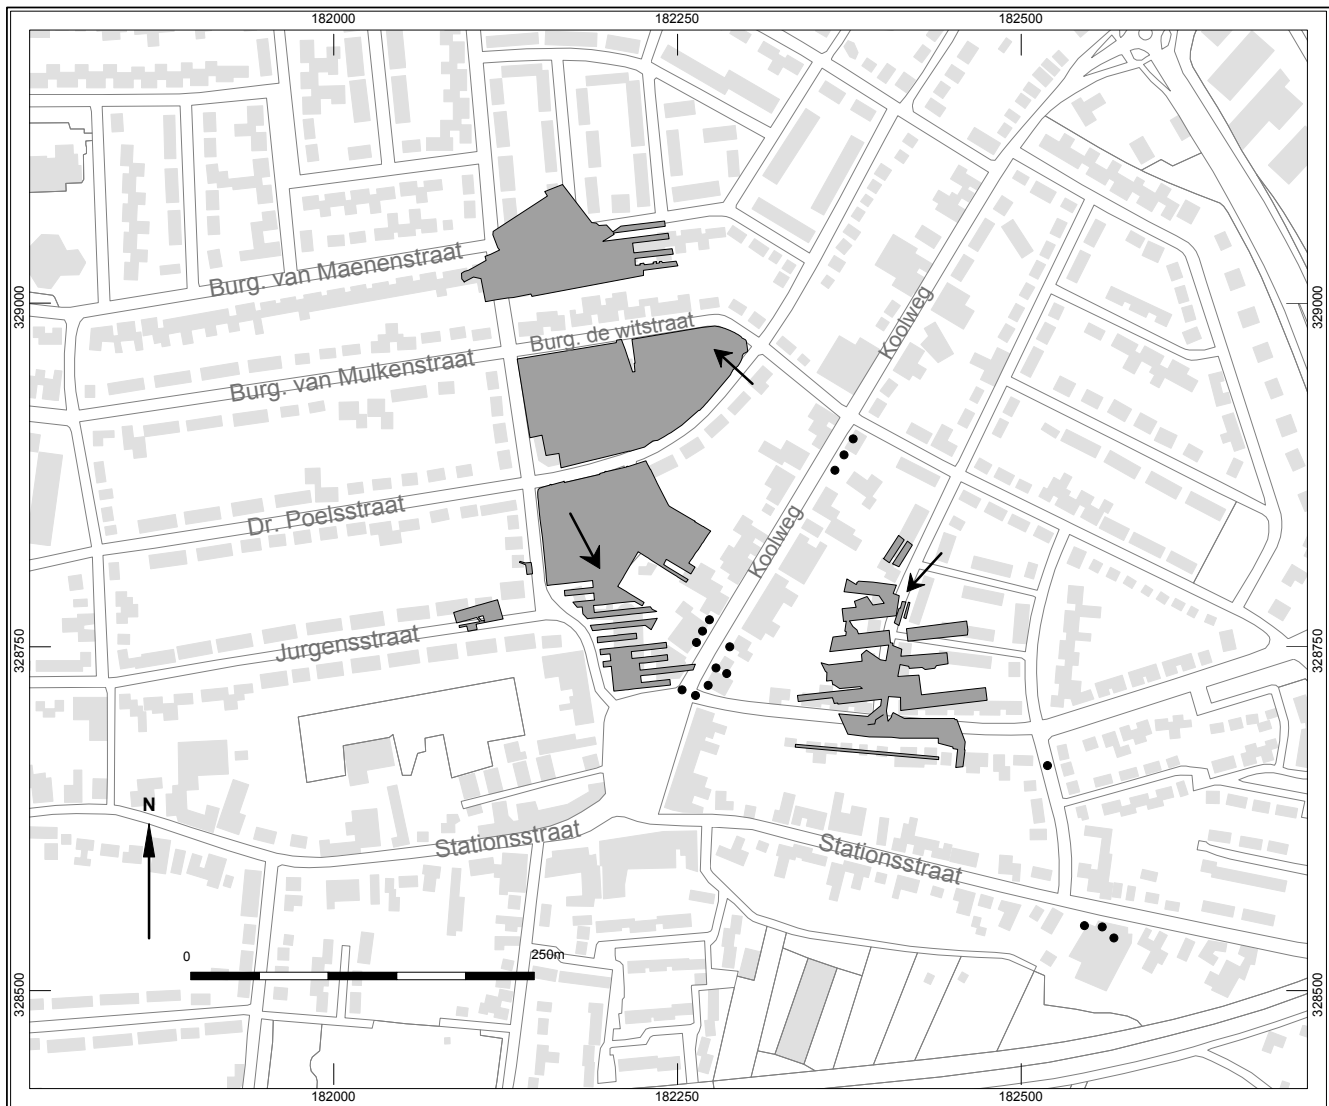 182000
182250
182500
329000
329000
Burg. van Maenenstraat
Koolweg
Burg. de witstraat
Burg. van Mulkenstraat
Dr. Poelsstraat
Koolweg
328750
328750
Jurgensstraat
N
Stationsstraat
Stationsstraat
0
250m
328500
328500
182000
182250
182500